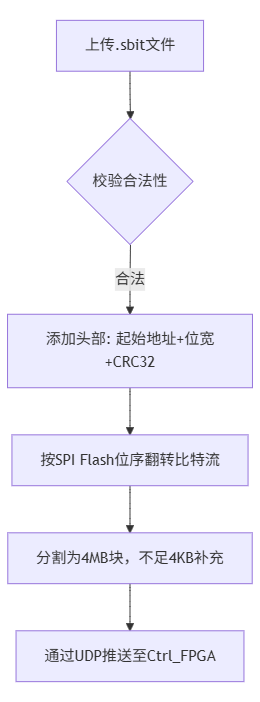 上传.sbit文件
校验合法性
合法
添加头部: 起始地址+位宽
+CRC32
按SPI Flash位序翻转比特流
分割为4MB块，不足4KB补充
通过UDP推送至Ctrl_FPGA